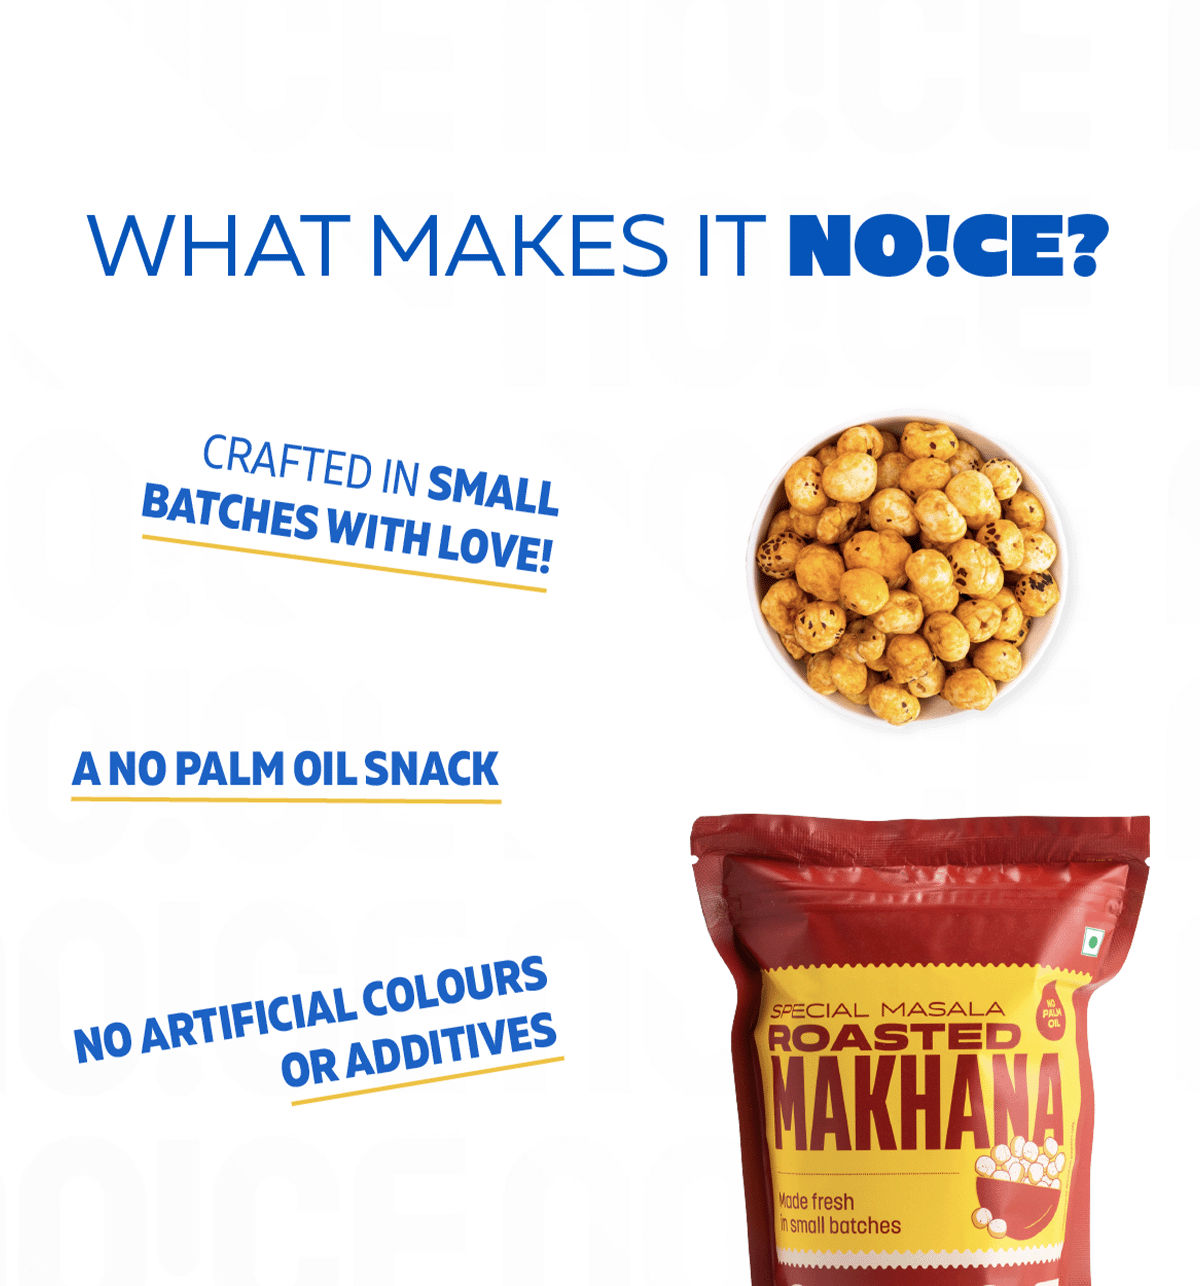 WHAT MAKES IT NO!CE?
CRAFTED IN SMALL
BATCHES WITH LOVE!
A NO PALM OIL SNACK
NO ARTIFICIAL COLOURS
OR ADDITIVES
SPECIAL MASALA
ROASTED
MAKHANA
NO
PALM
OIL
Made fresh
in small batches